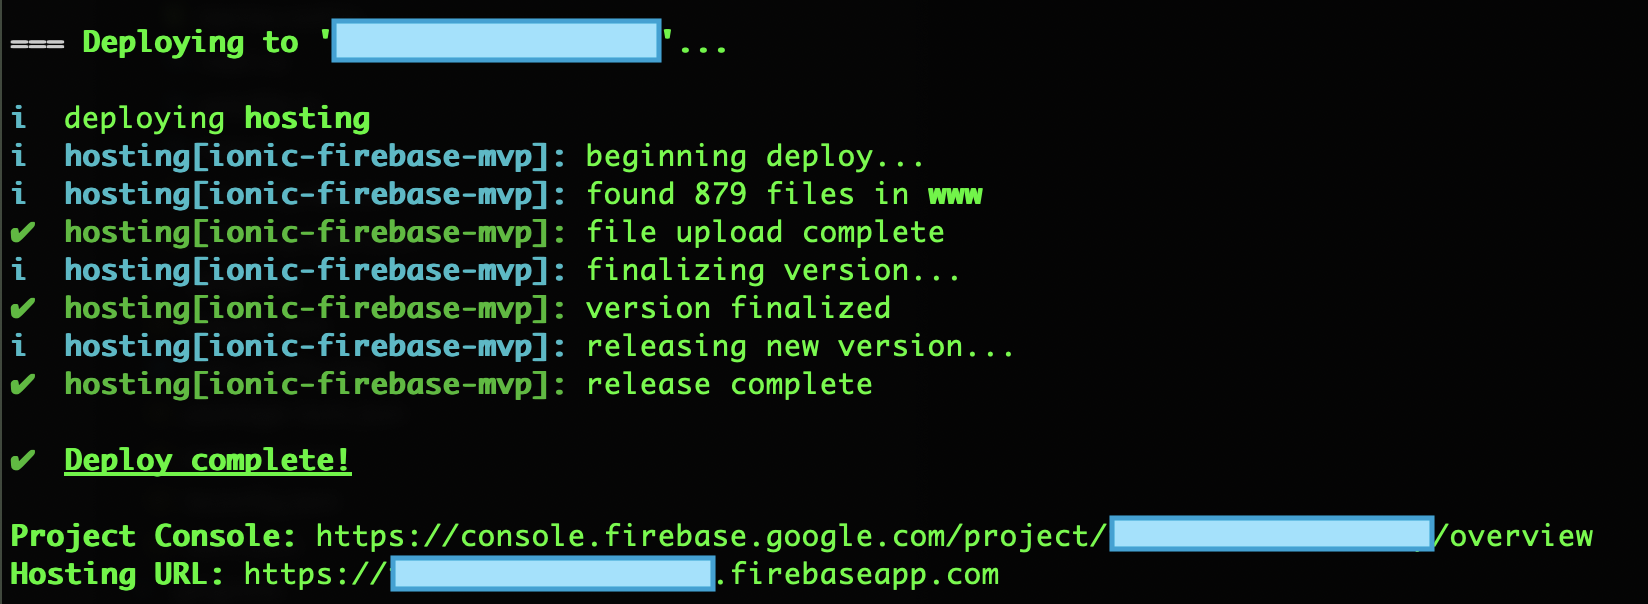 === Deploying to ''...
i deploying hosting
i hosting[ionic-firebase-mvp]: beginning deploy...
i hosting[ionic-firebase-mvp]: found 879 files in www
✔ hosting[ionic-firebase-mvp]: file upload complete
i hosting[ionic-firebase-mvp]: finalizing version...
✔ hosting[ionic-firebase-mvp]: version finalized
i hosting[ionic-firebase-mvp]: releasing new version...
✔ hosting[ionic-firebase-mvp]: release complete
✔ Deploy complete!
Project Console: https://console.firebase.google.com/project/ /overview
Hosting URL: https:// .firebaseapp.com